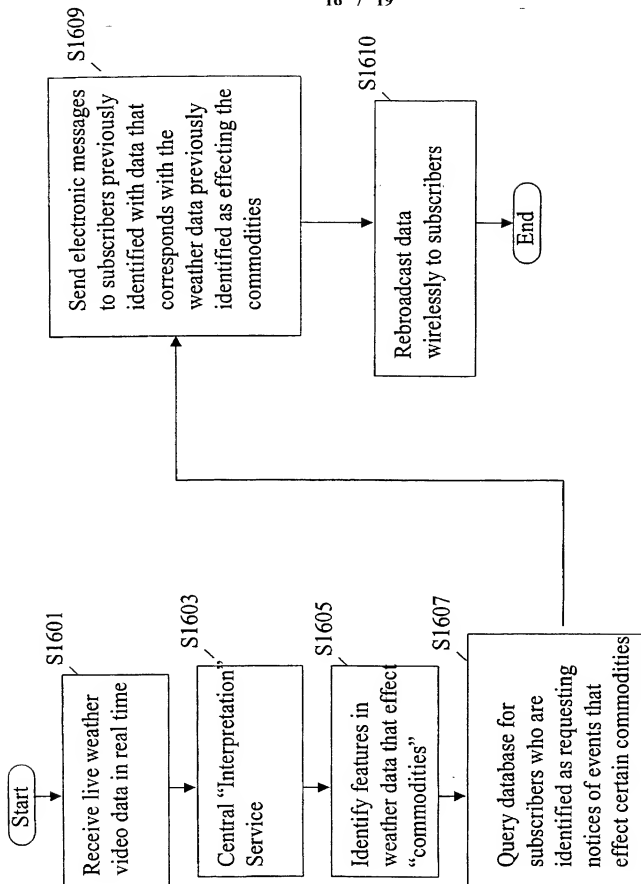 18 / 19
Start
S1601
Receive live weather
video data in real time
S1603
Central “Interpretation”
Service
S1605
Identify features in
weather data that effect
“commodities”
S1607
Query database for
subscribers who are
identified as requesting
notices of events that
effect certain commodities
S1609
Send electronic messages
to subscribers previously
identified with data that
corresponds with the
weather data previously
identified as effecting the
commodities
S1610
Rebroadcast data
wirelessly to subscribers
End